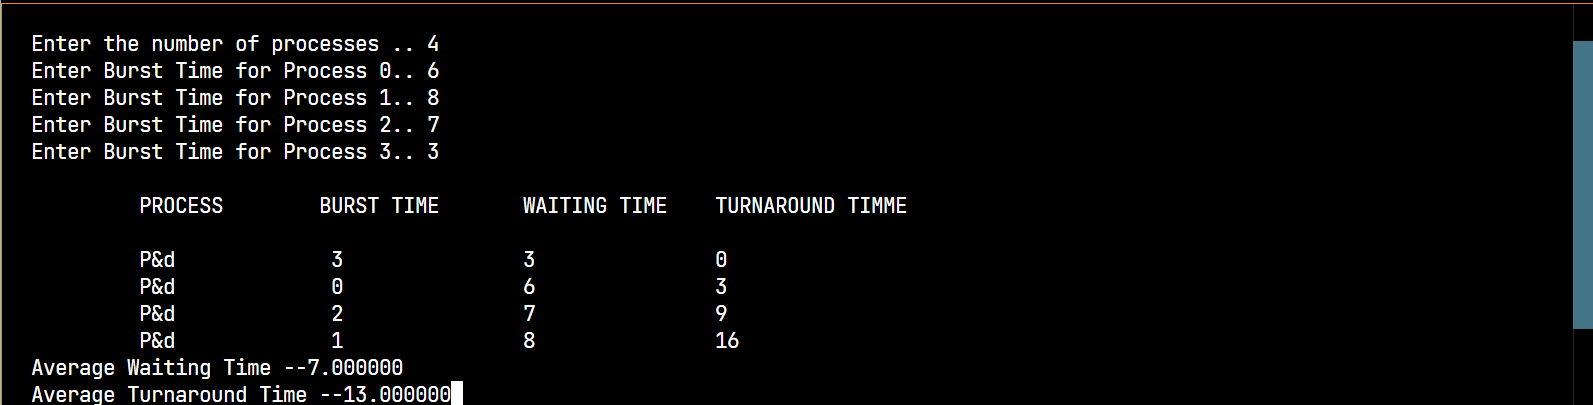 Enter the number of processes .. 4
Enter Burst Time for Process 0.. 6
Enter Burst Time for Process 1.. 8
Enter Burst Time for Process 2.. 7
Enter Burst Time for Process 3.. 3
PROCESS BURST TIME WAITING TIME TURNAROUND TIMME
P&d 3 3 0
P&d 0 6 3
P&d 2 7 9
P&d 1 8 16
Average Waiting Time --7.000000
Average Turnaround Time --13.000000